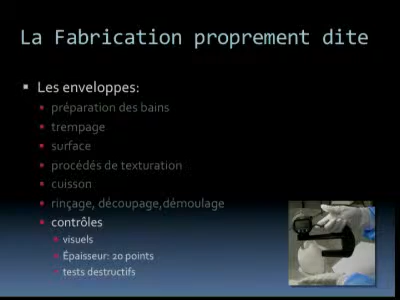 La Fabrication proprement dite
Les enveloppes:
préparation des bains
trempage
surface
procédés de texturation
cuisson
rinçage, découpage,démoulage
contrôles
visuels
Épaisseur: 20 points
tests destructifs